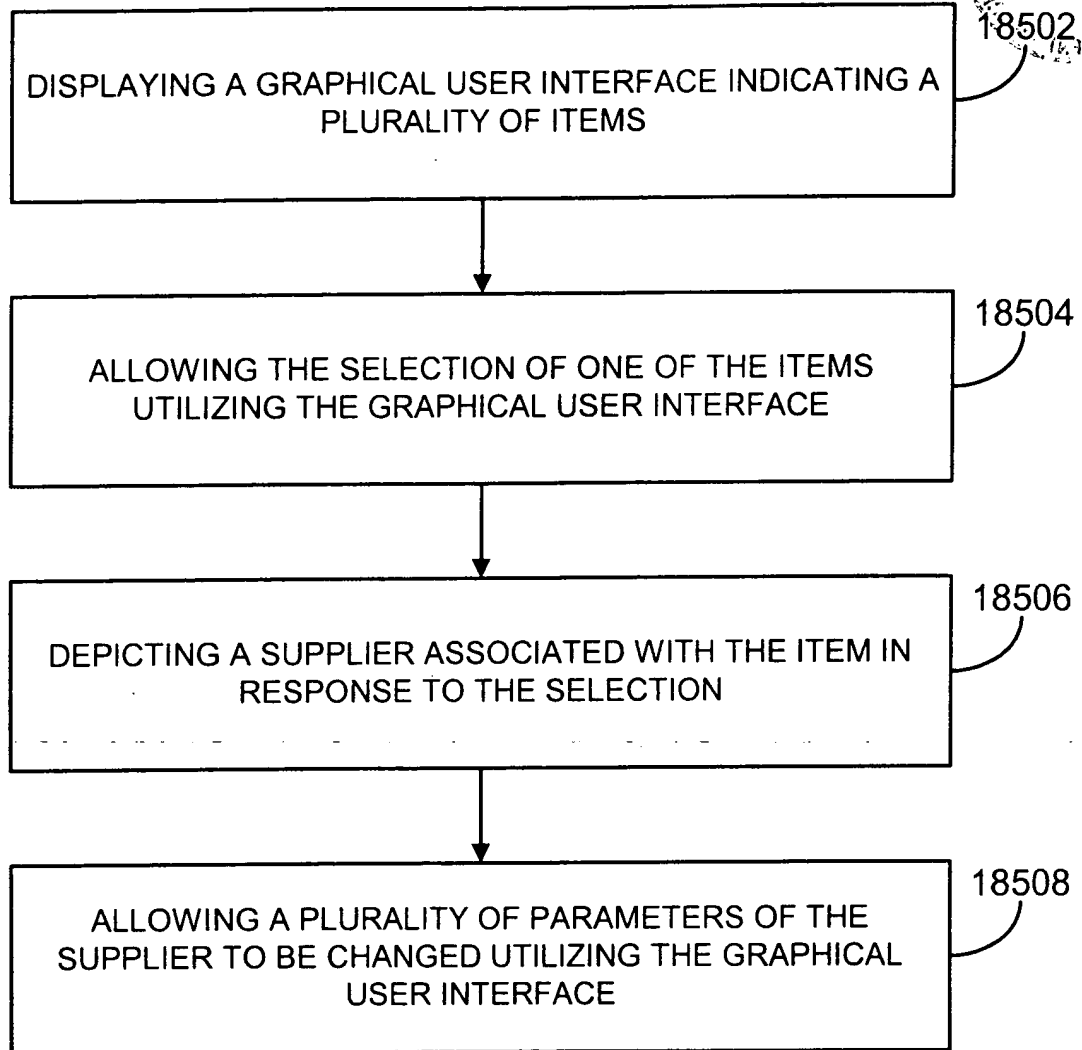 18502
DISPLAYING A GRAPHICAL USER INTERFACE INDICATING A
PLURALITY OF ITEMS
18504
ALLOWING THE SELECTION OF ONE OF THE ITEMS
UTILIZING THE GRAPHICAL USER INTERFACE
18506
DEPICTING A SUPPLIER ASSOCIATED WITH THE ITEM IN
RESPONSE TO THE SELECTION
18508
ALLOWING A PLURALITY OF PARAMETERS OF THE
SUPPLIER TO BE CHANGED UTILIZING THE GRAPHICAL
USER INTERFACE